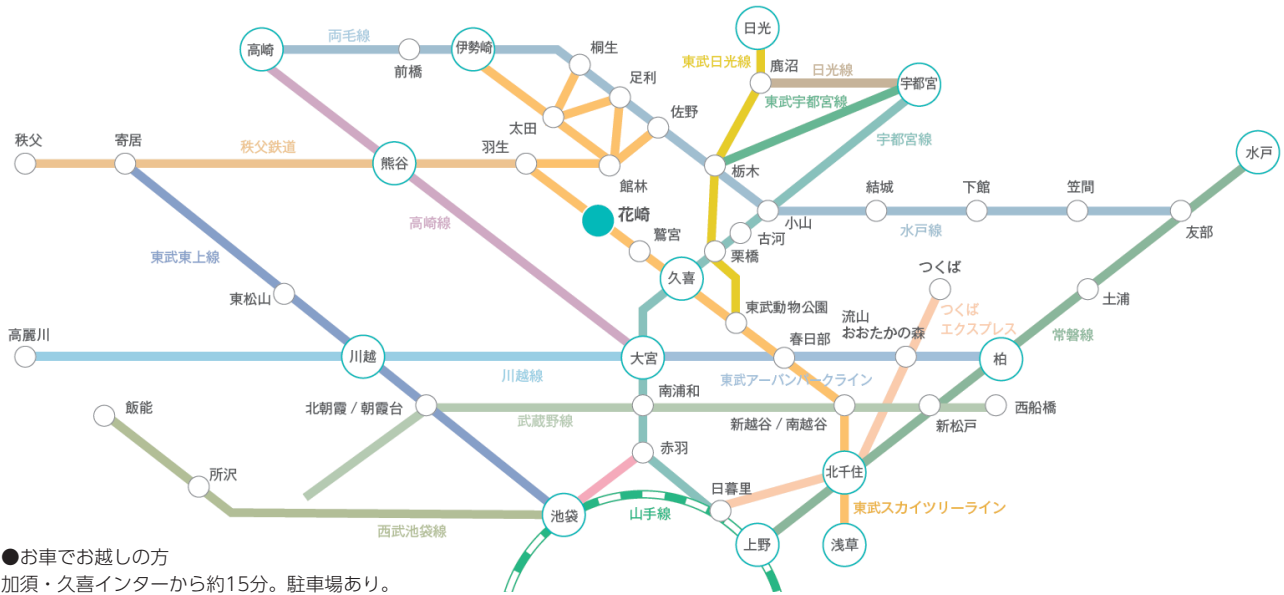 日光
高崎
両毛線
伊勢崎
桐生
東武日光線
鹿沼
日光線
前橋
足利
宇都宮
東武宇都宮線
佐野
太田
宇都宮線
秩父
寄居
秩父鉄道
羽生
熊谷
栃木
水戸
館林
花崎
高崎線
小山
結城
下館
笠間
水戸線
友部
鷲宮
古河
栗橋
東武東上線
久喜
つくば
東松山
東武動物公園
流山
おおたかの森
つくば
エクスプレス
土浦
高麗川
川越
大宮
春日部
柏
常磐線
川越線
東武アーバンパークライン
南浦和
飯能
北朝霞 / 朝霞台
武蔵野線
新越谷 / 南越谷
新松戸
西船橋
赤羽
所沢
北千住
日暮里
池袋
山手線
東武スカイツリーライン
西武池袋線
上野
浅草
●お車でお越しの方
加須・久喜インターから約15分。駐車場あり。